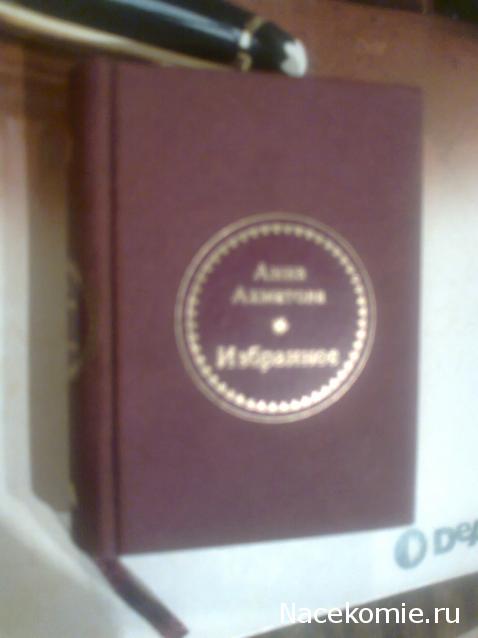 Анна
Ахматова
Избранное
Nacekomie.ru